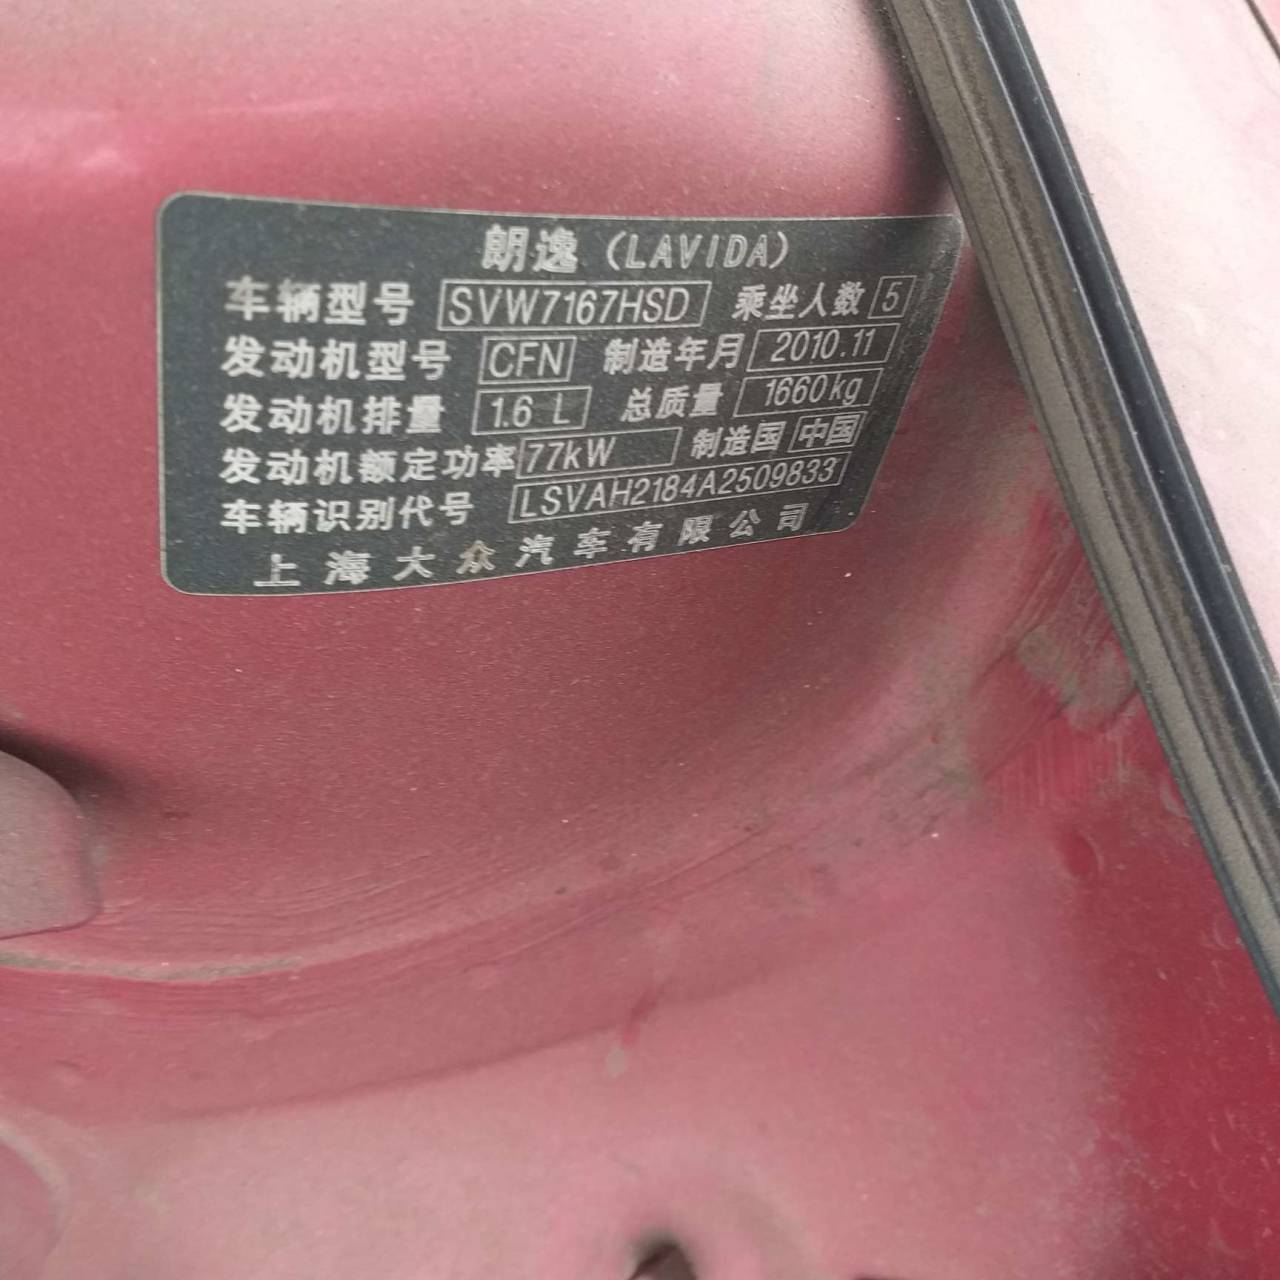 朗逸（LAVIDA）
车辆型号 SVW7167HSD 乘坐人数 5
发动机型号 CFN 制造年月 2010.11
发动机排量 1.6 L 总质量 1660kg
发动机额定功率 77kW 制造国 中国
车辆识别代号 LSVAH2184A2509833
上海大众汽车有限公司